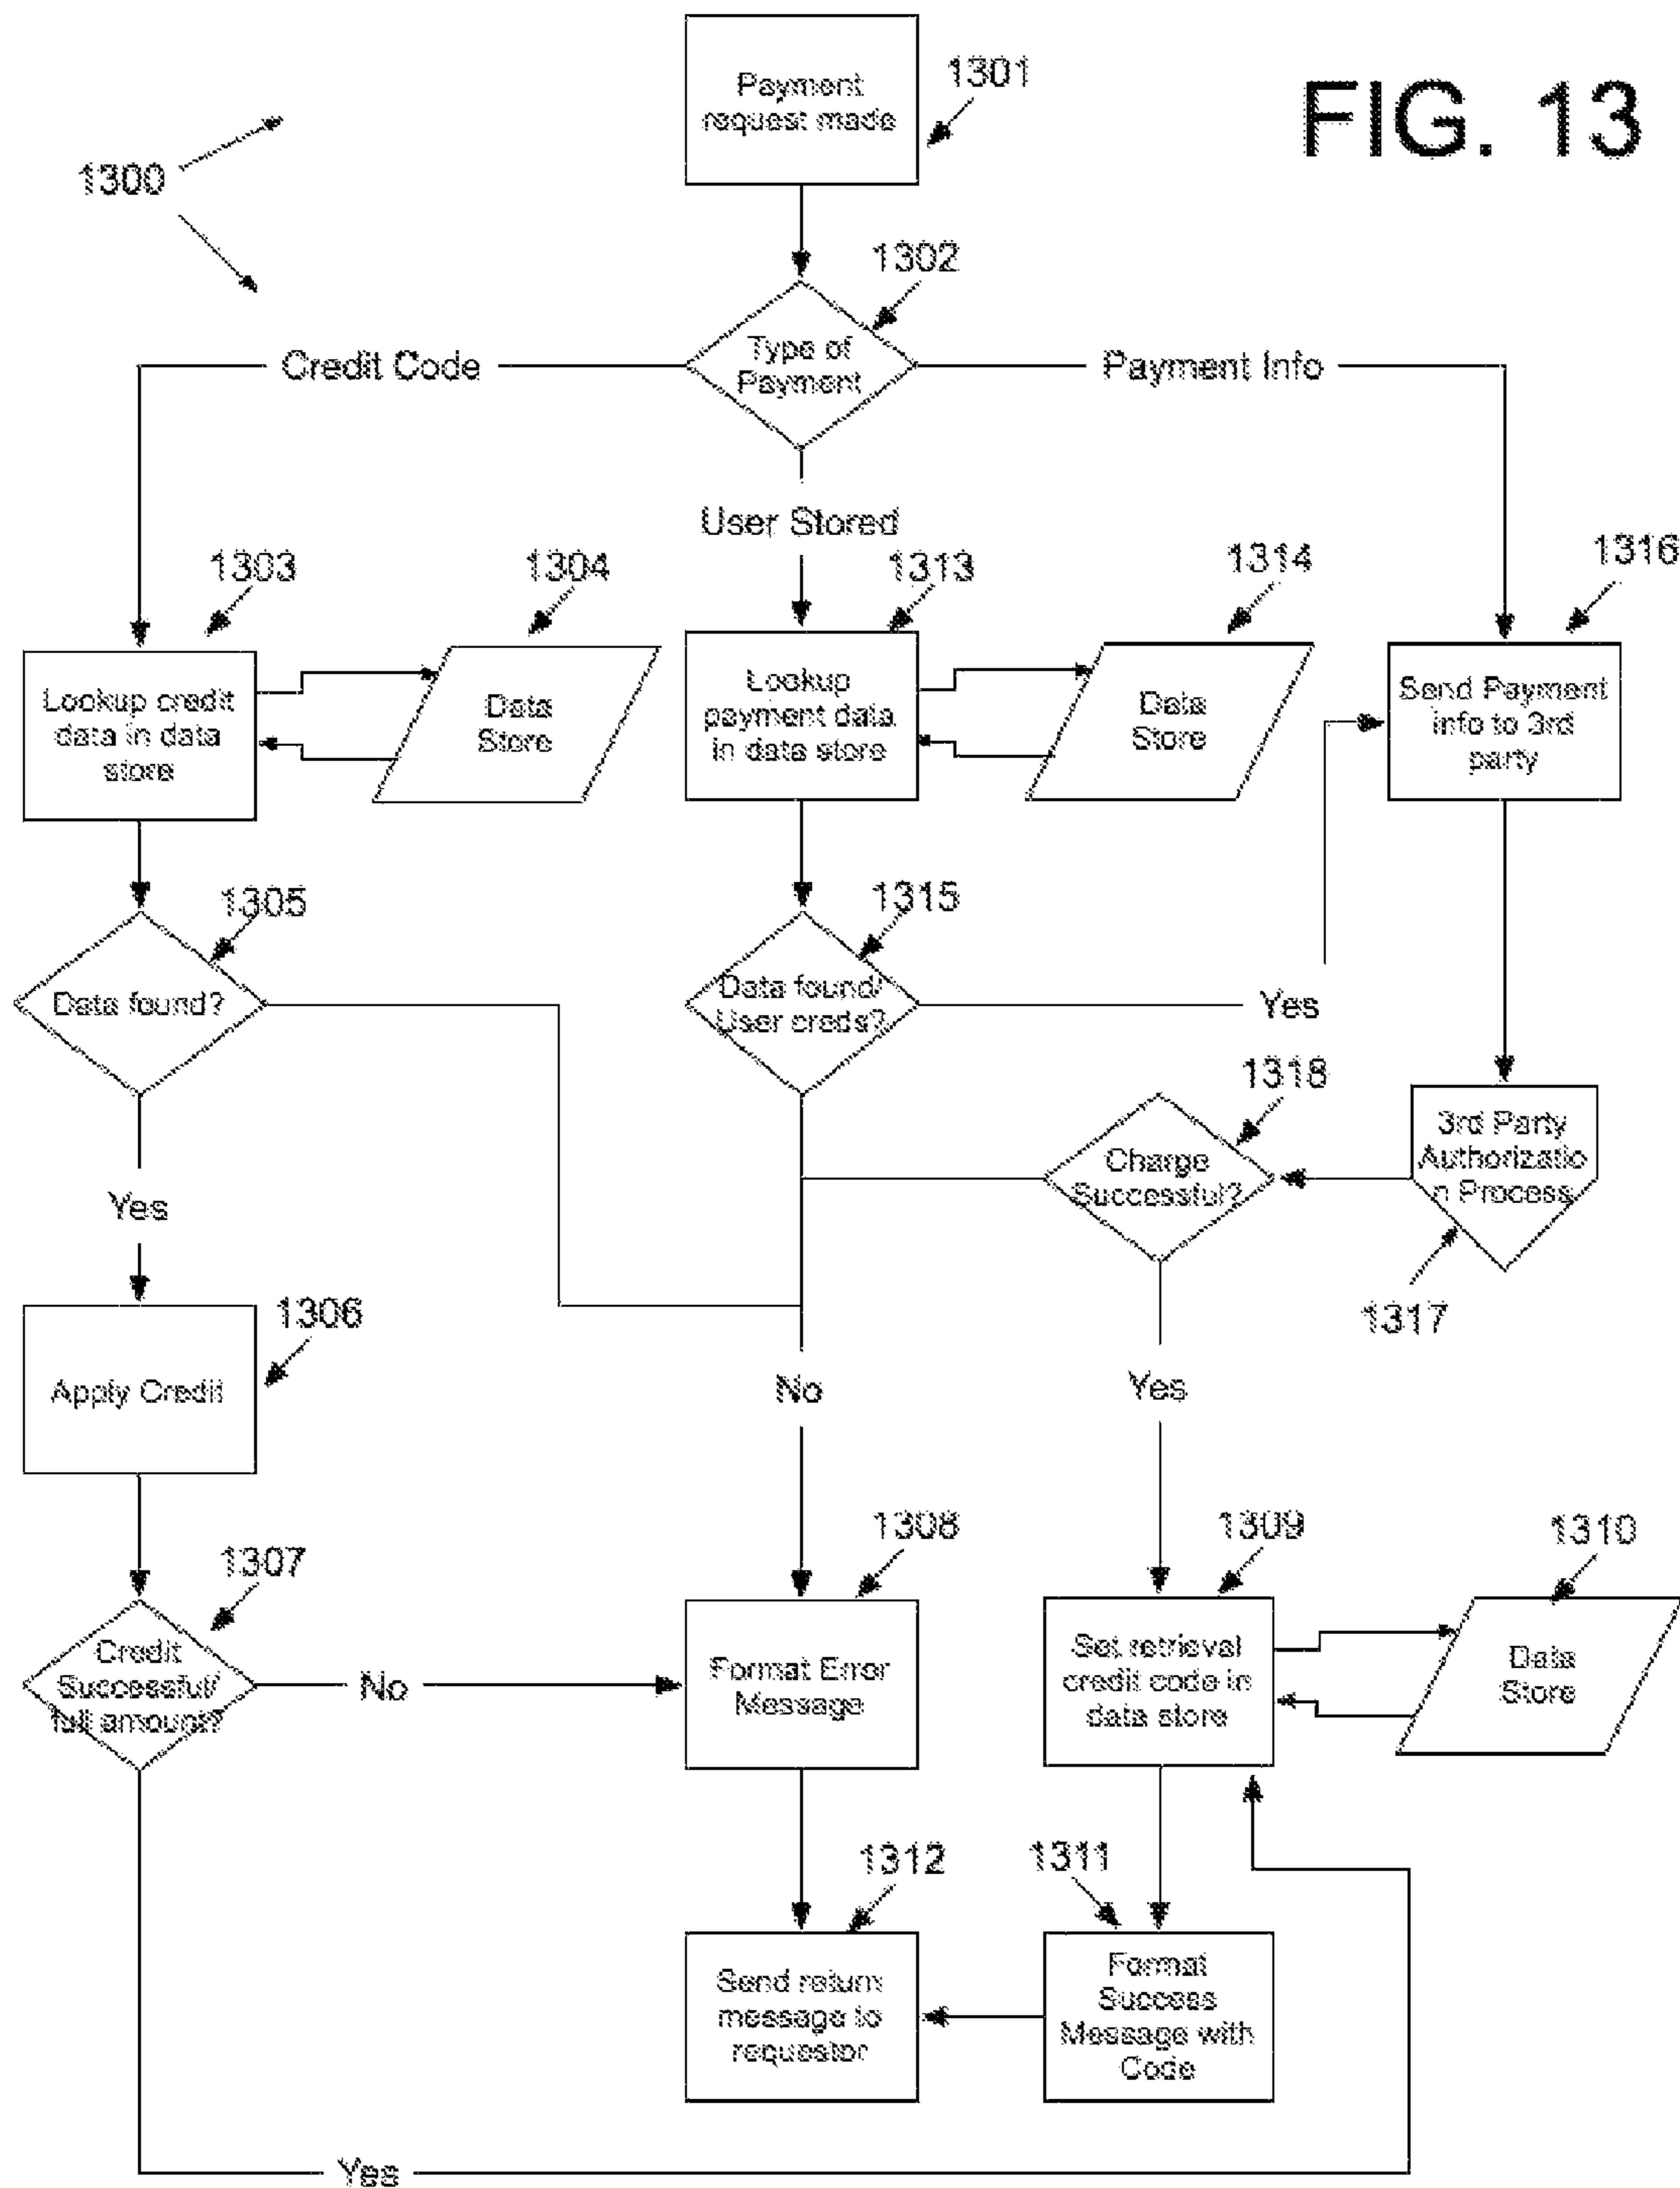 FIG. 13
1300
Payment
request made
1301
1302
Type of
Payment
Credit Code
Payment Info
User Stored
1303
1304
1313
1314
1316
Lookup credit
data in data
store
Data
Store
Lookup
payment data
in data store
Data
Store
Send Payment
info to 3rd
party
1305
1315
Data found?
Data found/
User creds?
Yes
1318
Yes
Charge
Successful?
3rd Party
Authorizatio
n Process
1317
1306
Apply Credit
No
Yes
1307
1308
1309
1310
Credit
Successful/
full amount?
No
Format Error
Message
Set retrieval
credit code in
data store
Data
Store
1312
1311
Send return
message to
requestor
Format
Success
Message with
Code
Yes